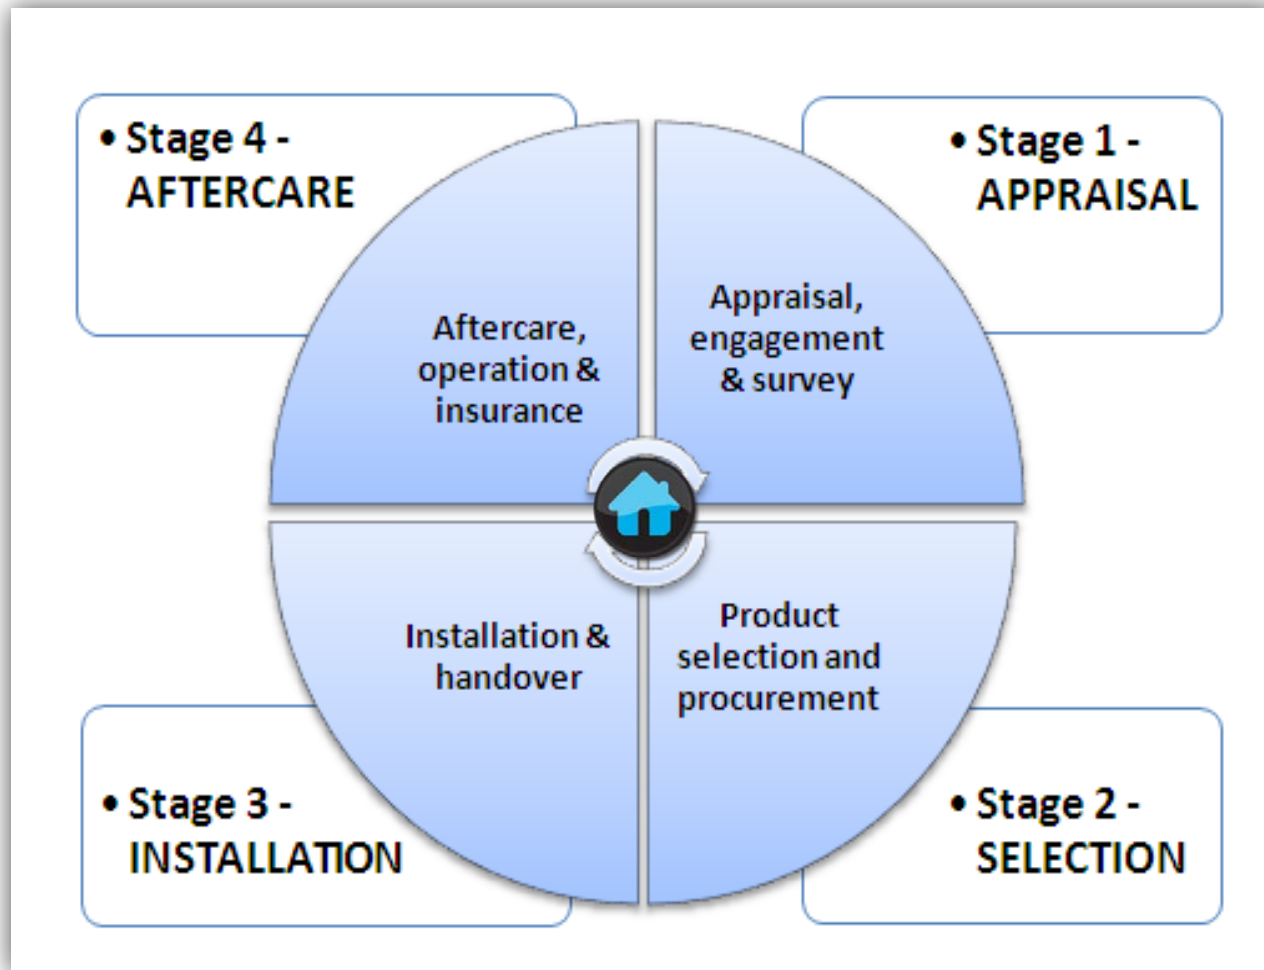 • Stage 4 -
AFTERCARE
• Stage 1 -
APPRAISAL
Aftercare,
operation &
insurance
Appraisal,
engagement
& survey
Installation &
handover
Product
selection and
procurement
• Stage 3 -
INSTALLATION
• Stage 2 -
SELECTION